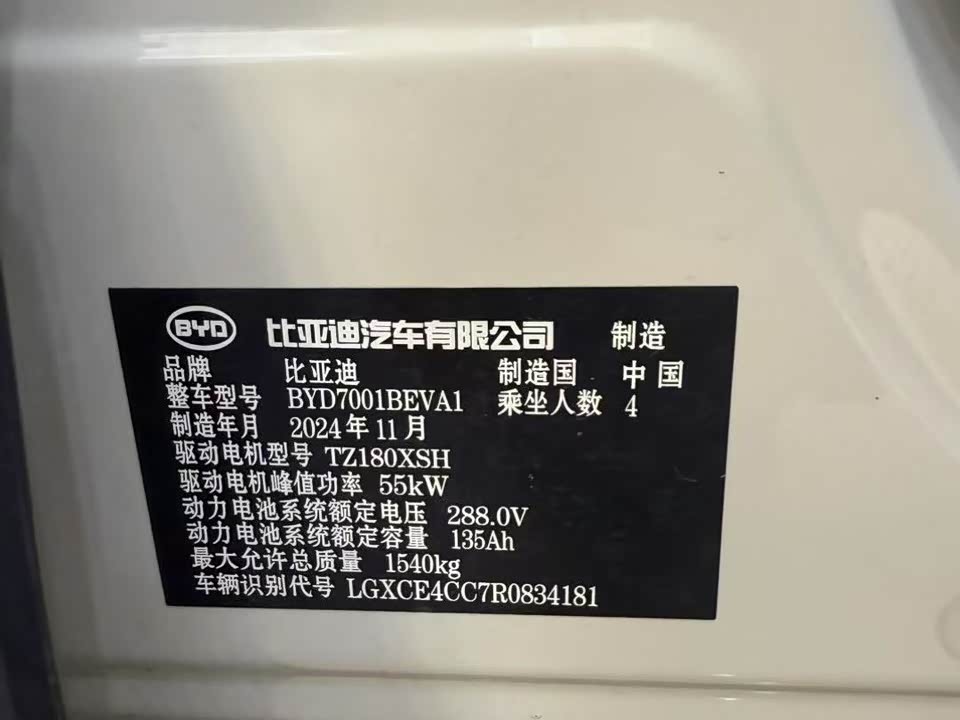 BYD 比亚迪汽车有限公司 制造
品牌 比亚迪 制造国 中国
整车型号 BYD7001BEVA1 乘坐人数 4
制造年月 2024年11月
驱动电机型号 TZ180XSH
驱动电机峰值功率 55kW
动力电池系统额定电压 288.0V
动力电池系统额定容量 135Ah
最大允许总质量 1540kg
车辆识别代号 LGXCE4CC7R0834181